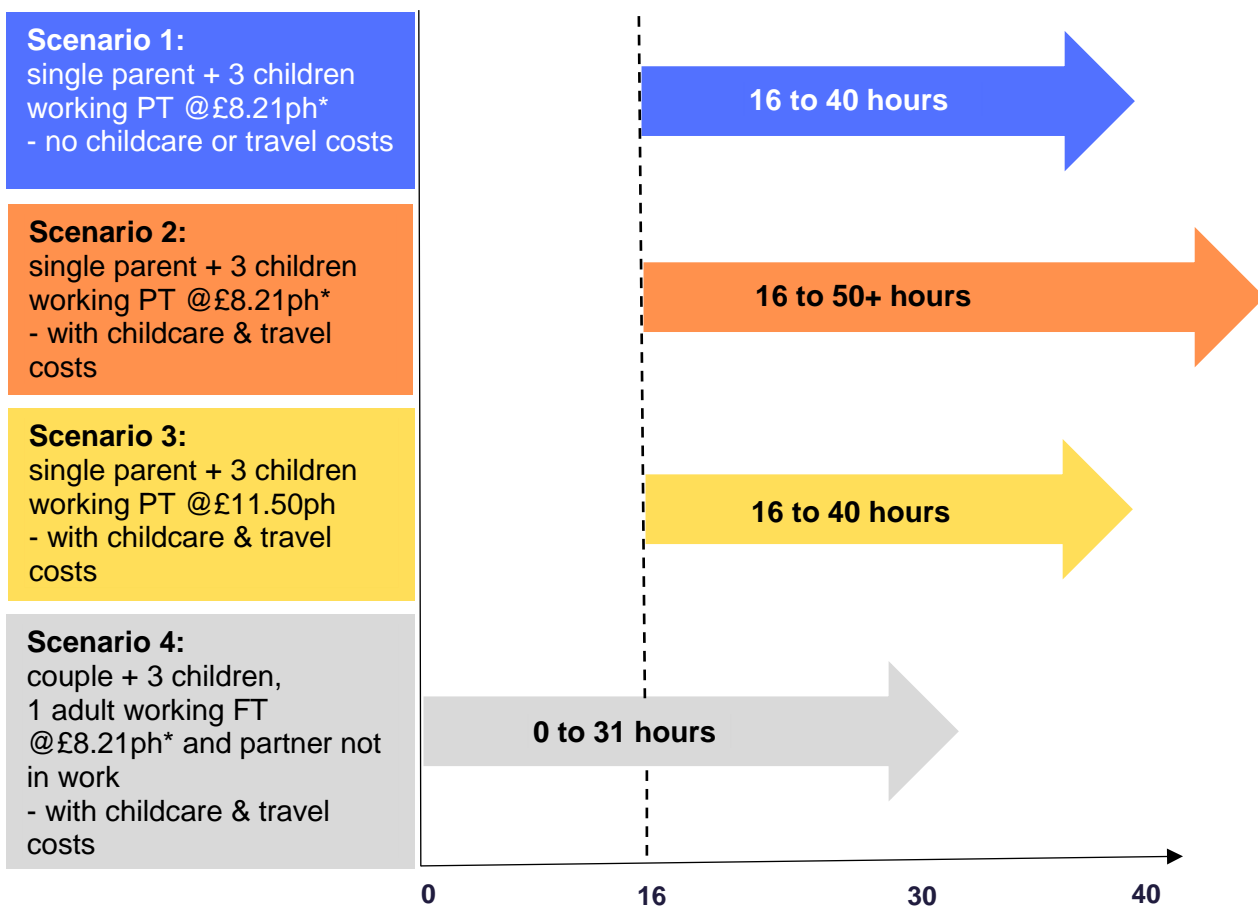 Scenario 1:
single parent + 3 children
working PT @£8.21ph*
- no childcare or travel costs
16 to 40 hours
Scenario 2:
single parent + 3 children
working PT @£8.21ph*
- with childcare & travel
costs
16 to 50+ hours
Scenario 3:
single parent + 3 children
working PT @£11.50ph
- with childcare & travel
costs
16 to 40 hours
Scenario 4:
couple + 3 children,
1 adult working FT
@£8.21ph* and partner not
in work
- with childcare & travel
costs
0 to 31 hours
0 16 30 40